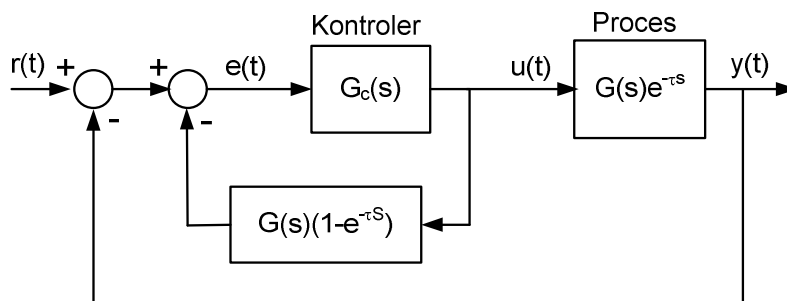 Kontroler
Proces
r(t)
+
+
e(t)
G_c(s)
u(t)
G(s)e^{-τs}
y(t)
-
-
G(s)(1-e^{-τS})